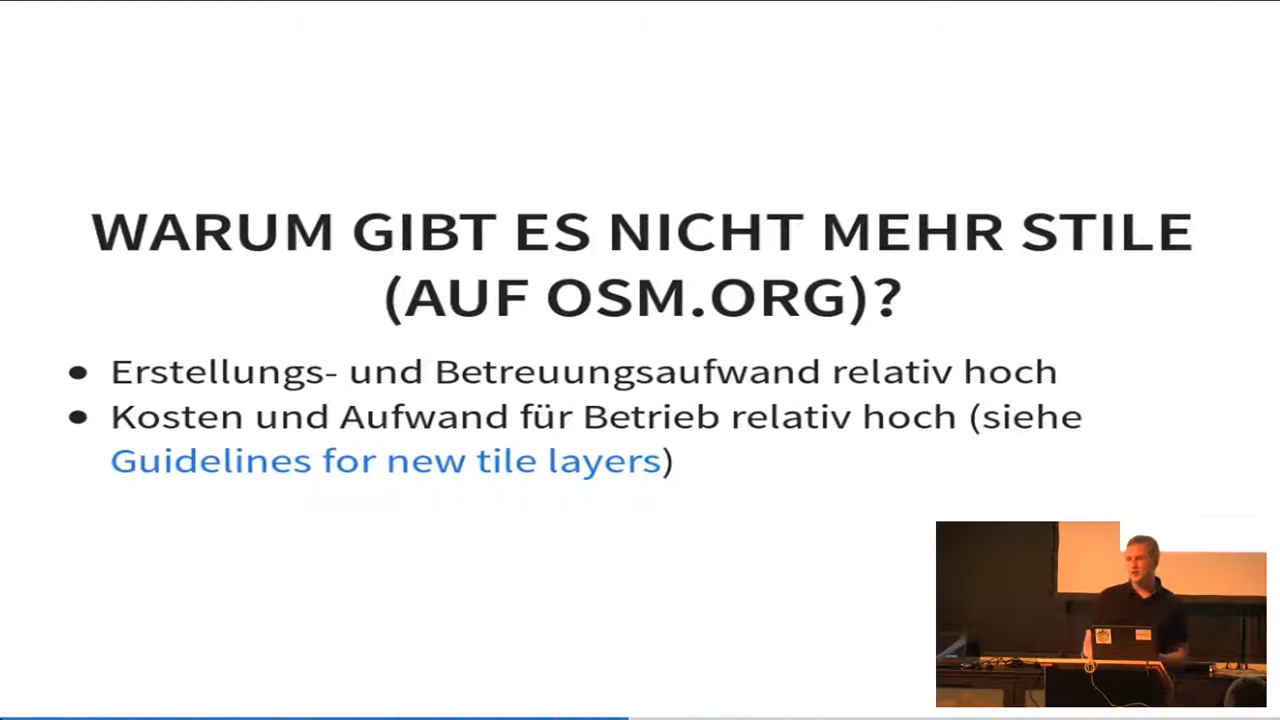 WARUM GIBT ES NICHT MEHR STILE
(AUF OSM.ORG)?
• Erstellungs- und Betreuungsaufwand relativ hoch
• Kosten und Aufwand für Betrieb relativ hoch (siehe
Guidelines for new tile layers)